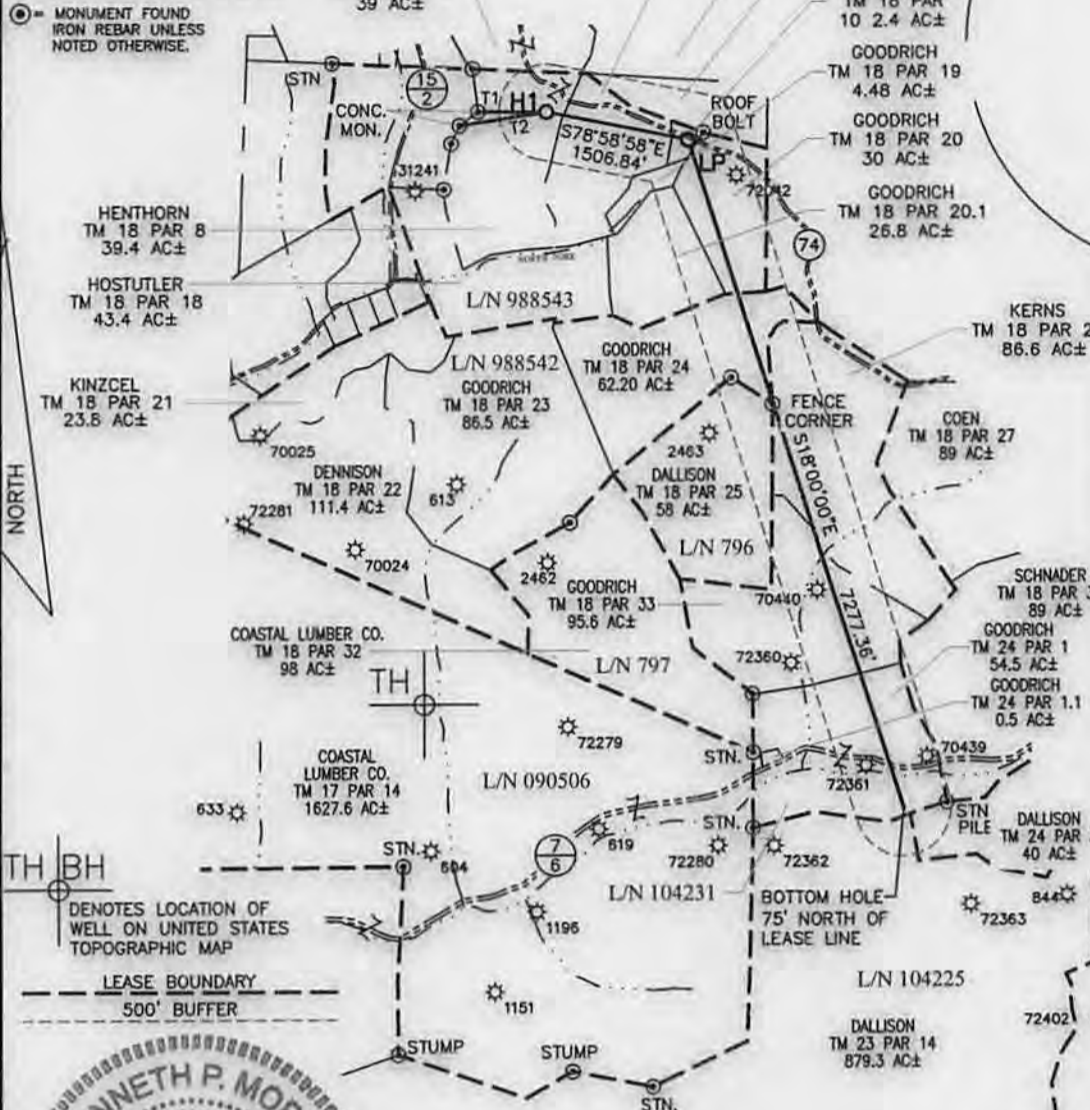 = MONUMENT FOUND
IRON REBAR UNLESS
NOTED OTHERWISE.
39 AC±
TM 18 PAR
10 2.4 AC±
GOODRICH
TM 18 PAR 19
4.48 AC±
GOODRICH
TM 18 PAR 20
30 AC±
GOODRICH
TM 18 PAR 20.1
26.8 AC±
STN
15
2
CONC.
MON.
T1
H1
T2
S78°58'58"E
1506.84'
ROOF
BOLT
LP
31241
72042
74
HENTHORN
TM 18 PAR 8
39.4 AC±
HOSTUTLER
TM 18 PAR 18
43.4 AC±
NORTH FORK
L/N 988543
KERNS
TM 18 PAR 2
86.6 AC±
L/N 988542
GOODRICH
TM 18 PAR 24
62.20 AC±
GOODRICH
TM 18 PAR 23
86.5 AC±
KINZCEL
TM 18 PAR 21
23.8 AC±
FENCE
CORNER
COEN
TM 18 PAR 27
89 AC±
70025
2463
DENNISON
TM 18 PAR 22
111.4 AC±
613
DALLISON
TM 18 PAR 25
58 AC±
S18°00'00"E
7277.36'
NORTH
72281
70024
L/N 796
2462
GOODRICH
TM 18 PAR 33
95.6 AC±
70440
SCHNADER
TM 18 PAR 3
89 AC±
GOODRICH
TM 24 PAR 1
54.5 AC±
GOODRICH
TM 24 PAR 1.1
0.5 AC±
COASTAL LUMBER CO.
TM 18 PAR 32
98 AC±
L/N 797
72360
TH
72279
STN.
70439
72361
COASTAL
LUMBER CO.
TM 17 PAR 14
1627.6 AC±
L/N 090506
633
STN.
STN
PILE
DALLISON
TM 24 PAR
40 AC±
619
72280
72362
STN.
604
7
6
TH BH
L/N 104231
BOTTOM HOLE
75' NORTH OF
LEASE LINE
844
72363
DENOTES LOCATION OF
WELL ON UNITED STATES
TOPOGRAPHIC MAP
1196
LEASE BOUNDARY
500' BUFFER
1151
L/N 104225
DALLISON
TM 23 PAR 14
879.3 AC±
72402
STUMP
STUMP
STN.
NNETH P. MO